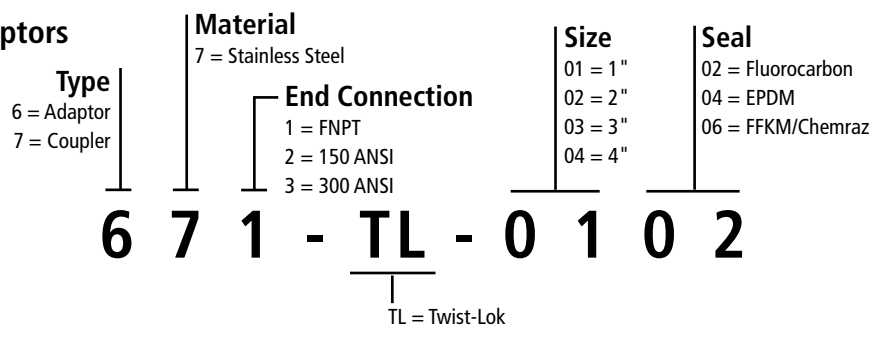 ptors
Type
6 = Adaptor
7 = Coupler
Material
7 = Stainless Steel
End Connection
1 = FNPT
2 = 150 ANSI
3 = 300 ANSI
Size
01 = 1"
02 = 2"
03 = 3"
04 = 4"
Seal
02 = Fluorocarbon
04 = EPDM
06 = FFKM/Chemraz
6 7 1 - TL - 0 1 0 2
TL = Twist-Lok